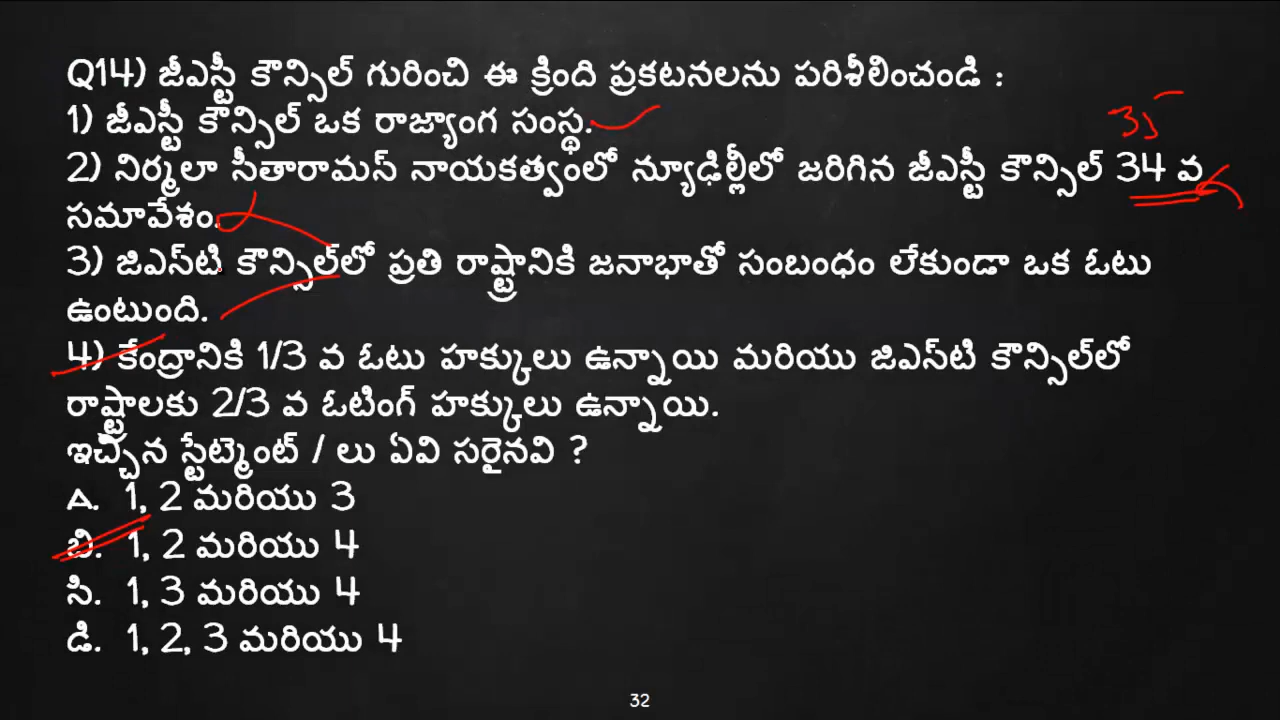 Q14) జీఎస్టీ కౌన్సిల్ గురించి ఈ క్రింది ప్రకటనలను పరిశీలించండి :
35
1) జీఎస్టీ కౌన్సిల్ ఒక రాజ్యాంగ సంస్థ.
2) నిర్మలా సీతారామన్ నాయకత్వంలో న్యూఢిల్లీలో జరిగిన జీఎస్టీ కౌన్సిల్ 34 వ
సమావేశం.
3) జిఎస్‌టి కౌన్సిల్‌లో ప్రతి రాష్ట్రానికి జనాభాతో సంబంధం లేకుండా ఒక ఓటు
ఉంటుంది.
4) కేంద్రానికి 1/3 వ ఓటు హక్కులు ఉన్నాయి మరియు జిఎస్‌టి కౌన్సిల్‌లో
రాష్ట్రాలకు 2/3 వ ఓటింగ్ హక్కులు ఉన్నాయి.
ఇచ్చిన స్టేట్మెంట్ / లు ఏవి సరైనవి ?
A. 1, 2 మరియు 3
బి. 1, 2 మరియు 4
సి. 1, 3 మరియు 4
డి. 1, 2, 3 మరియు 4
32